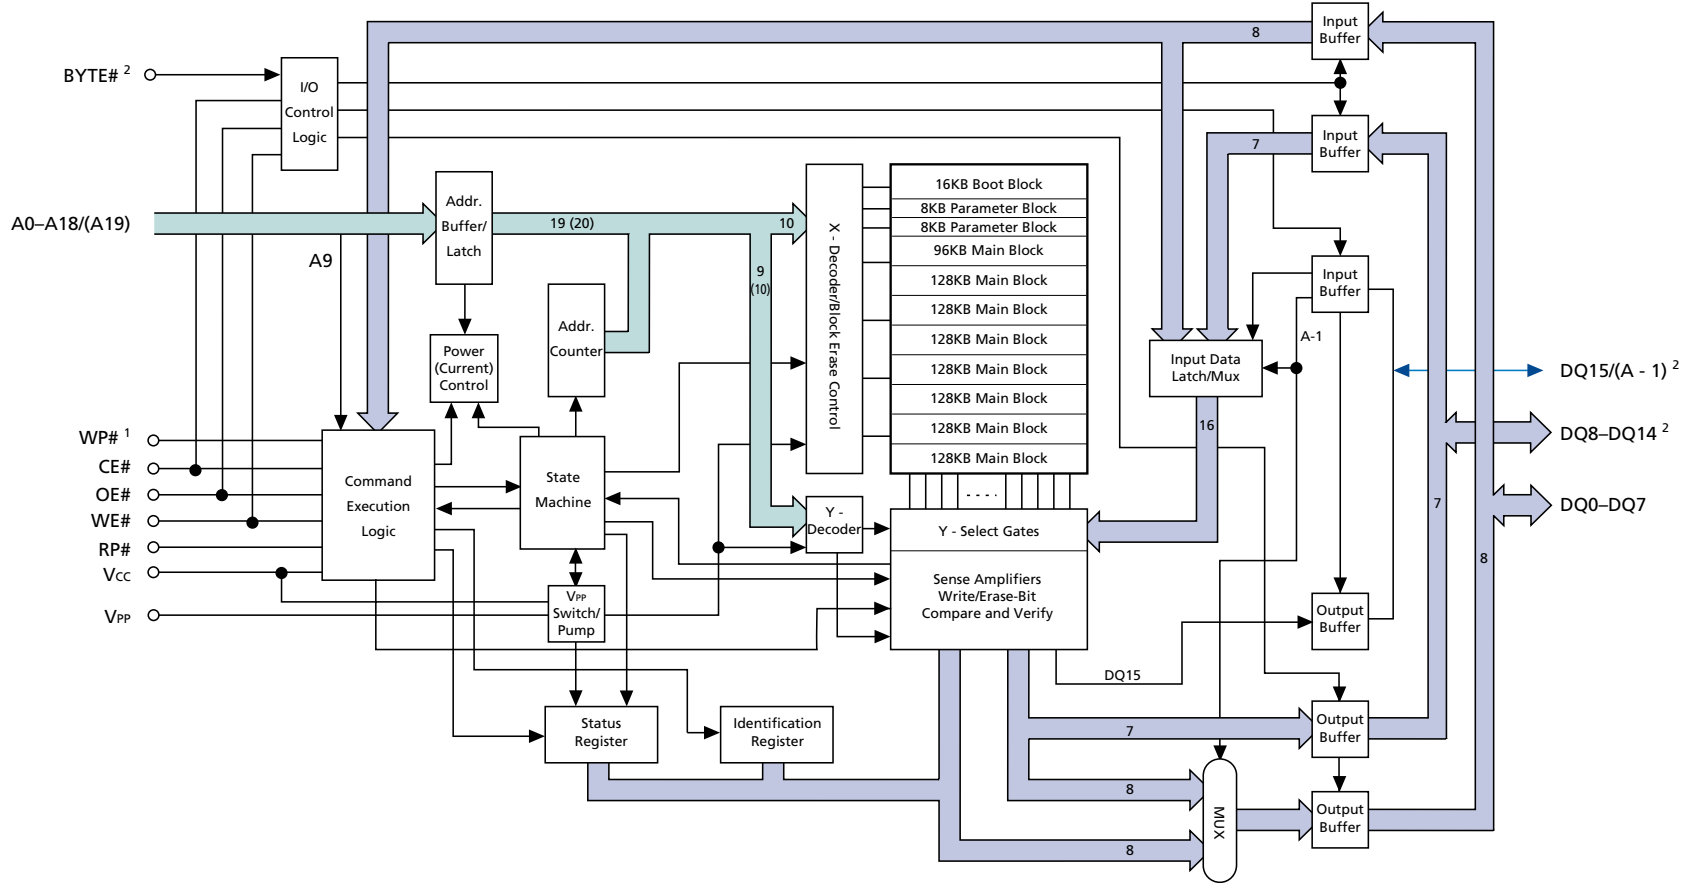 Input
Buffer
8
BYTE# 2
I/O
Control
Logic
Input
Buffer
7
16KB Boot Block
8KB Parameter Block
8KB Parameter Block
96KB Main Block
128KB Main Block
128KB Main Block
128KB Main Block
128KB Main Block
128KB Main Block
128KB Main Block
128KB Main Block
A0–A18/(A19)
Addr.
Buffer/
Latch
19 (20)
10
X - Decoder/Block Erase Control
A9
9
(10)
Input
Buffer
Addr.
Counter
Power
(Current)
Control
A-1
Input Data
Latch/Mux
DQ15/(A - 1) 2
16
DQ8–DQ14 2
WP# 1
CE#
OE#
WE#
RP#
VCC
VPP
Command
Execution
Logic
State
Machine
Y -
Decoder
Y - Select Gates
7
DQ0–DQ7
8
Sense Amplifiers
Write/Erase-Bit
Compare and Verify
VPP
Switch/
Pump
Output
Buffer
DQ15
Status
Register
Identification
Register
7
Output
Buffer
8
MUX
Output
Buffer
8